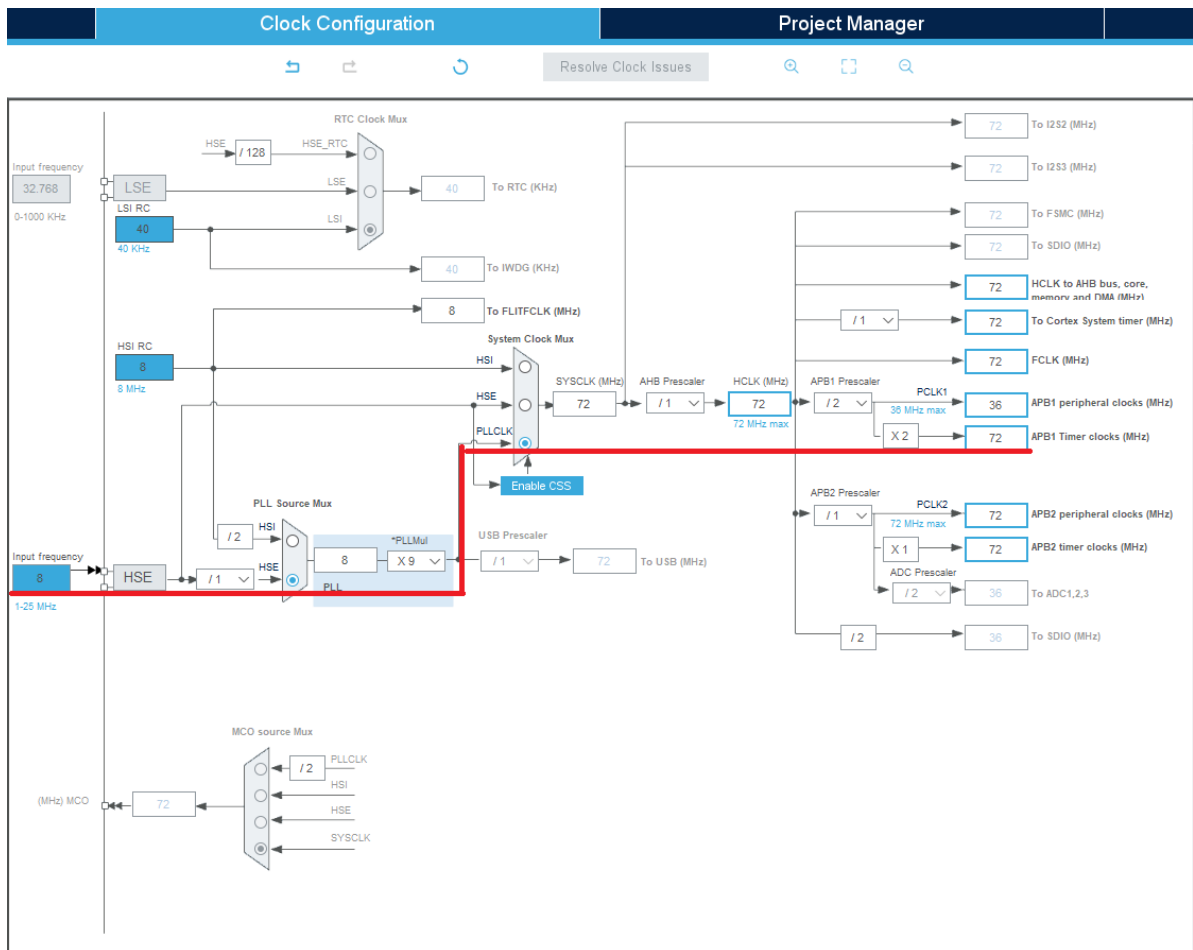 Clock Configuration
Project Manager
Resolve Clock Issues
RTC Clock Mux
HSE
/ 128
HSE_RTC
Input frequency
32.768
0-1000 KHz
LSE
LSE
40
To RTC (KHz)
LSI RC
40
40 KHz
LSI
40
To IWDG (KHz)
8
To FLITFCLK (MHz)
HSI RC
8
8 MHz
System Clock Mux
HSI
HSE
PLLCLK
SYSCLK (MHz)
72
AHB Prescaler
/ 1
HCLK (MHz)
72
72 MHz max
Enable CSS
72
To I2S2 (MHz)
72
To I2S3 (MHz)
72
To FSMC (MHz)
72
To SDIO (MHz)
72
HCLK to AHB bus, core,
memory and DMA (MHz)
/ 1
72
To Cortex System timer (MHz)
72
FCLK (MHz)
APB1 Prescaler
/ 2
PCLK1
36 MHz max
36
APB1 peripheral clocks (MHz)
X 2
72
APB1 Timer clocks (MHz)
APB2 Prescaler
/ 1
PCLK2
72 MHz max
72
APB2 peripheral clocks (MHz)
X 1
72
APB2 timer clocks (MHz)
ADC Prescaler
/ 2
36
To ADC1,2,3
/ 2
36
To SDIO (MHz)
PLL Source Mux
/ 2
HSI
Input frequency
8
1-25 MHz
HSE
/ 1
HSE
8
*PLLMul
X 9
PLL
USB Prescaler
/ 1
72
To USB (MHz)
MCO source Mux
/ 2
PLLCLK
HSI
HSE
SYSCLK
(MHz) MCO
72